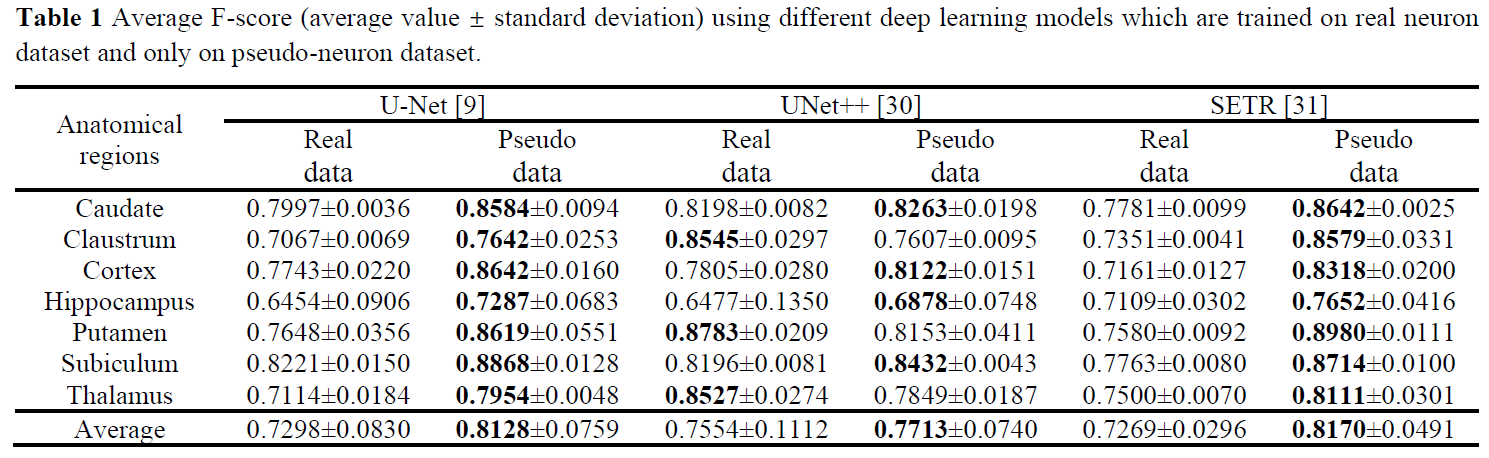 Table 1 Average F-score (average value ± standard deviation) using different deep learning models which are trained on real neuron
dataset and only on pseudo-neuron dataset.
Anatomical regions U-Net [9] UNet++ [30] SETR [31]
Real data Pseudo data Real data Pseudo data Real data Pseudo data
Caudate 0.7997±0.0036 0.8584±0.0094 0.8198±0.0082 0.8263±0.0198 0.7781±0.0099 0.8642±0.0025
Claustrum 0.7067±0.0069 0.7642±0.0253 0.8545±0.0297 0.7607±0.0095 0.7351±0.0041 0.8579±0.0331
Cortex 0.7743±0.0220 0.8642±0.0160 0.7805±0.0280 0.8122±0.0151 0.7161±0.0127 0.8318±0.0200
Hippocampus 0.6454±0.0906 0.7287±0.0683 0.6477±0.1350 0.6878±0.0748 0.7109±0.0302 0.7652±0.0416
Putamen 0.7648±0.0356 0.8619±0.0551 0.8783±0.0209 0.8153±0.0411 0.7580±0.0092 0.8980±0.0111
Subiculum 0.8221±0.0150 0.8868±0.0128 0.8196±0.0081 0.8432±0.0043 0.7763±0.0080 0.8714±0.0100
Thalamus 0.7114±0.0184 0.7954±0.0048 0.8527±0.0274 0.7849±0.0187 0.7500±0.0070 0.8111±0.0301
Average 0.7298±0.0830 0.8128±0.0759 0.7554±0.1112 0.7713±0.0740 0.7269±0.0296 0.8170±0.0491